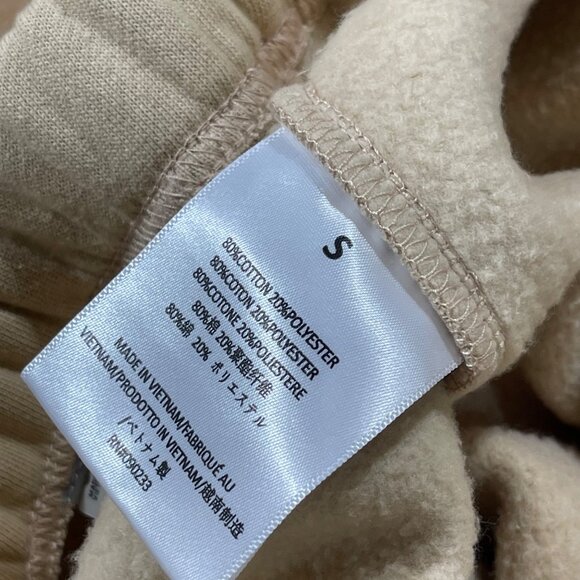 S
80%COTTON 20%POLYESTER
80%COTON 20%POLYESTER
80%COTONE 20%POLIESTERE
80%棉 20%聚酯纤维
80%綿 20% ポリエステル
MADE IN VIETNAM/FABRIQUÉ AU
VIETNAM/PRODOTTO IN VIETNAM/越南制造
/ベトナム製
RN#090233